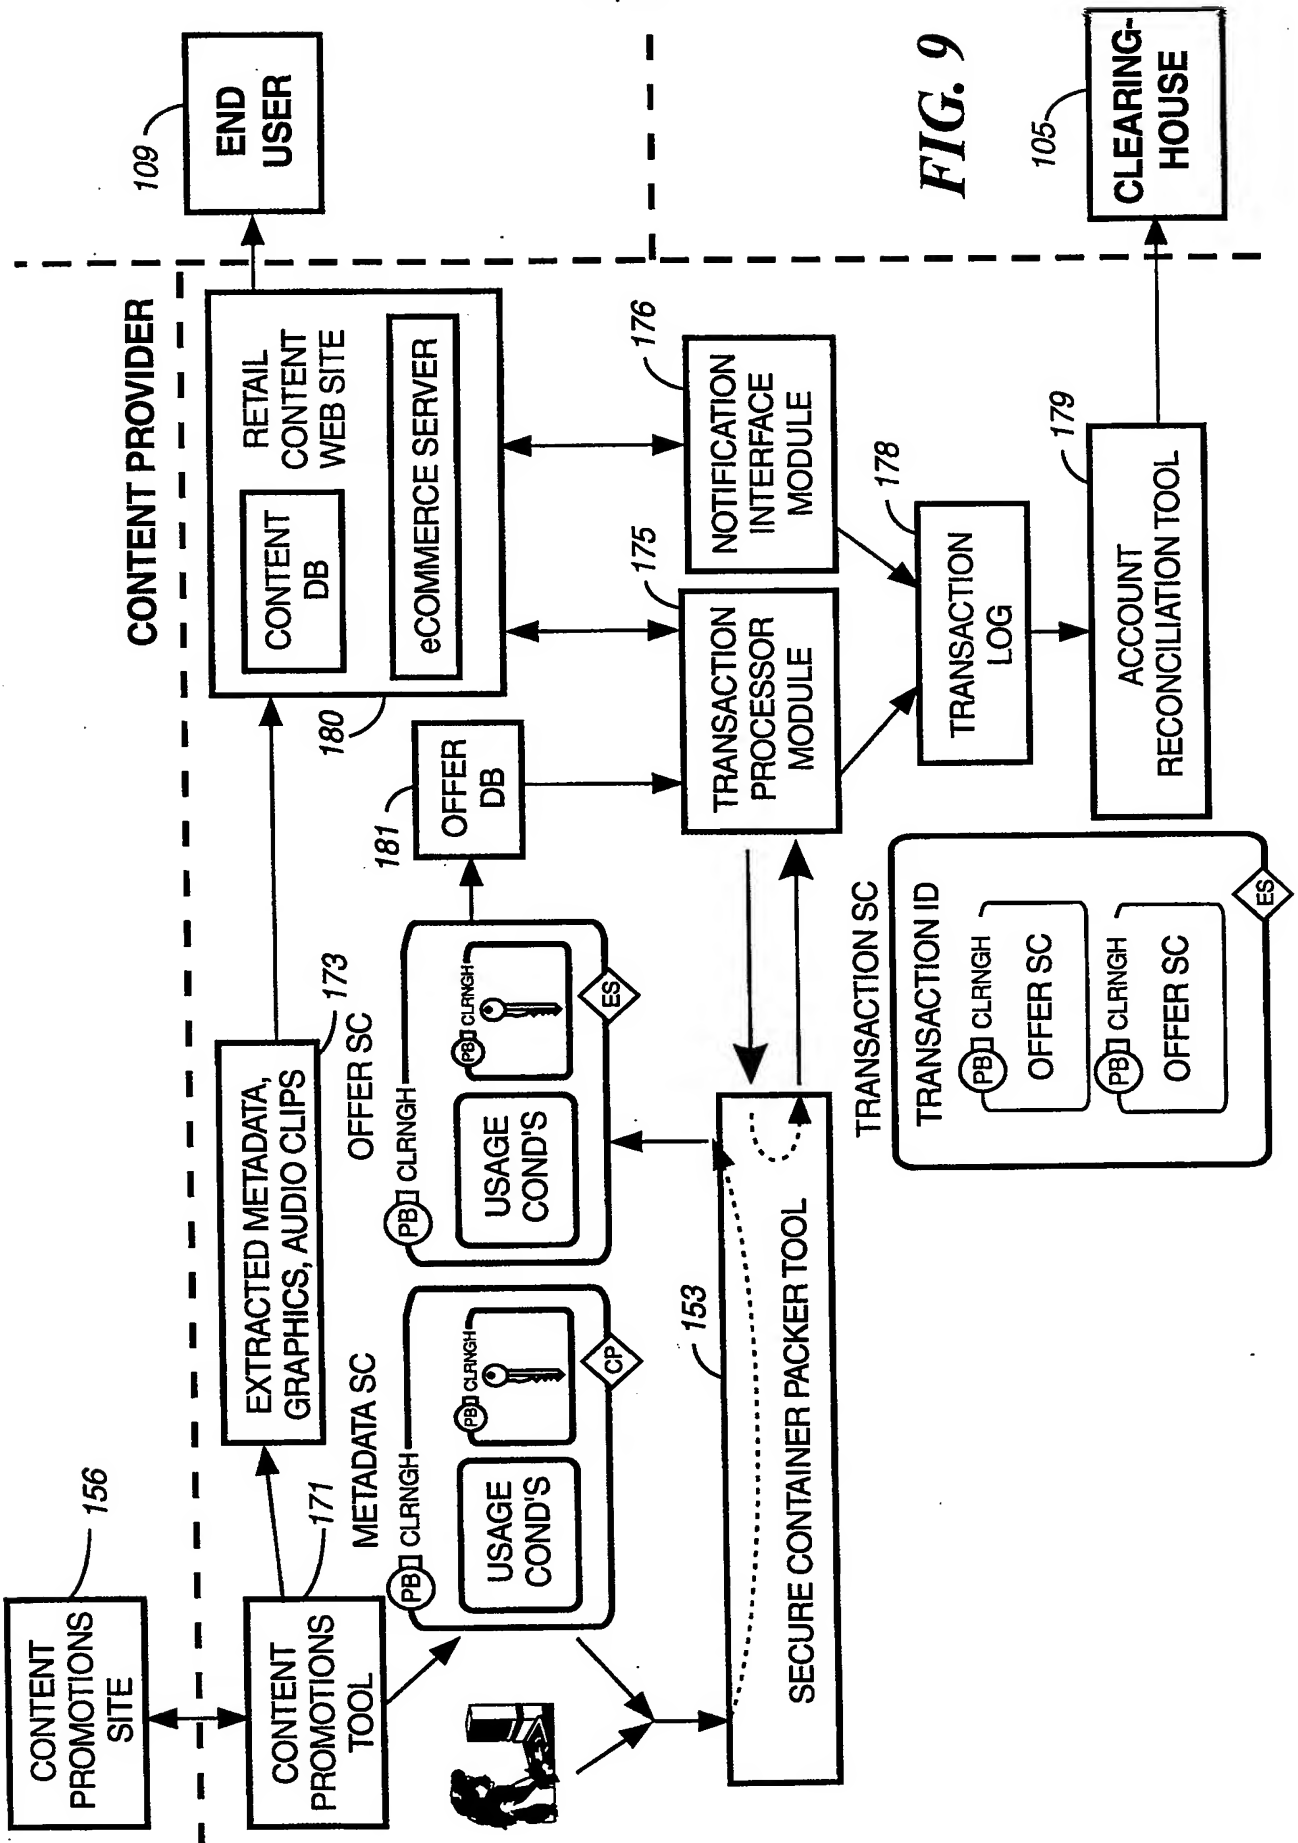 CONTENT
PROMOTIONS
SITE
156
CONTENT PROVIDER
CONTENT
PROMOTIONS
TOOL
171
EXTRACTED METADATA,
GRAPHICS, AUDIO CLIPS
173
RETAIL
CONTENT
WEB SITE
CONTENT
DB
eCOMMERCE SERVER
180
END
USER
109
METADATA SC
PB CLRNGH
USAGE
COND'S
PB CLRNGH
CP
OFFER SC
PB CLRNGH
USAGE
COND'S
PB CLRNGH
ES
181
OFFER
DB
153
SECURE CONTAINER PACKER TOOL
TRANSACTION
PROCESSOR
MODULE
175
NOTIFICATION
INTERFACE
MODULE
176
TRANSACTION
LOG
178
ACCOUNT
RECONCILIATION TOOL
179
TRANSACTION SC
TRANSACTION ID
PB CLRNGH
OFFER SC
PB CLRNGH
OFFER SC
ES
FIG. 9
105
CLEARING-
HOUSE